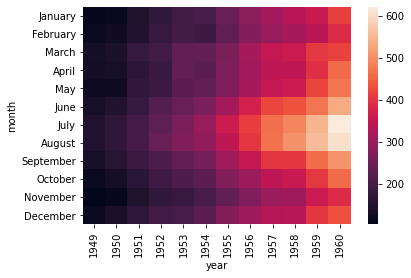 month
January
February
March
April
May
June
July
August
September
October
November
December
1949 1950 1951 1952 1953 1954 1955 1956 1957 1958 1959 1960
year
600
500
400
300
200